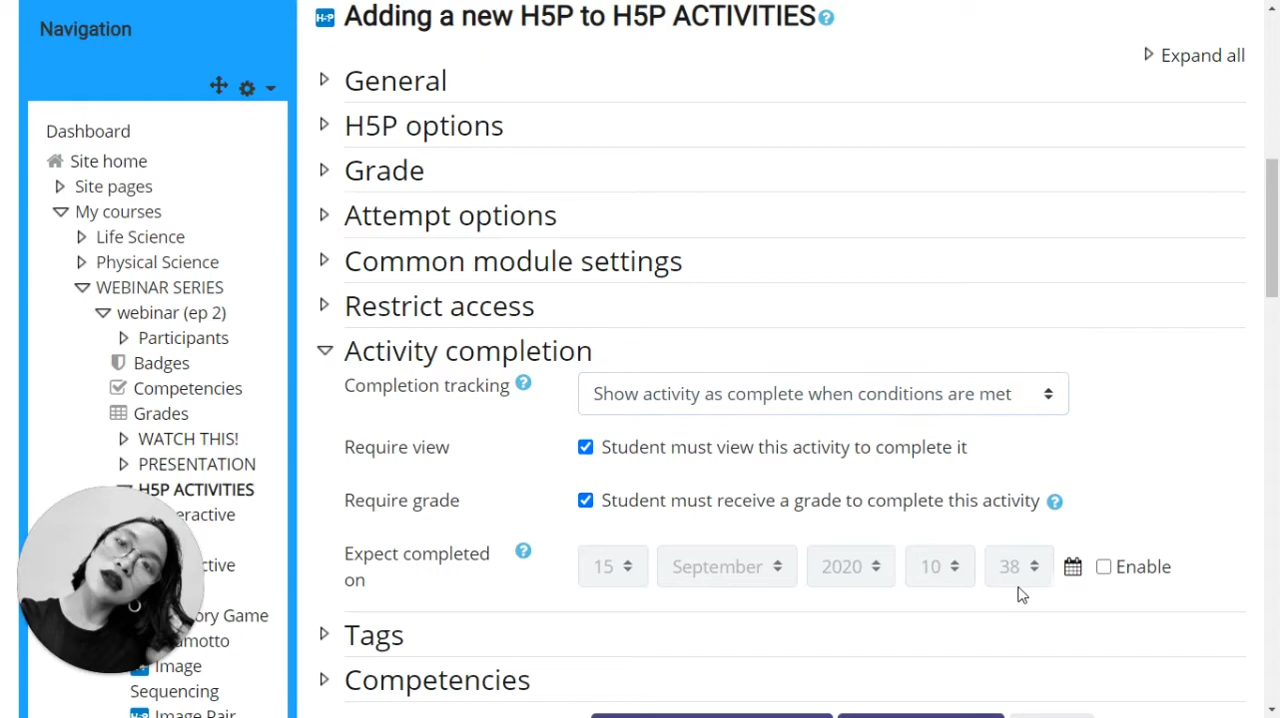 Navigation
Dashboard
Site home
Site pages
My courses
Life Science
Physical Science
WEBINAR SERIES
webinar (ep 2)
Participants
Badges
Competencies
Grades
WATCH THIS!
PRESENTATION
H5P ACTIVITIES
Image
Sequencing
Image Pair
H-P Adding a new H5P to H5P ACTIVITIES
Expand all
General
H5P options
Grade
Attempt options
Common module settings
Restrict access
Activity completion
Completion tracking
Show activity as complete when conditions are met
Require view
Student must view this activity to complete it
Require grade
Student must receive a grade to complete this activity
Expect completed
on
15 September 2020 10 38 Enable
Tags
Competencies